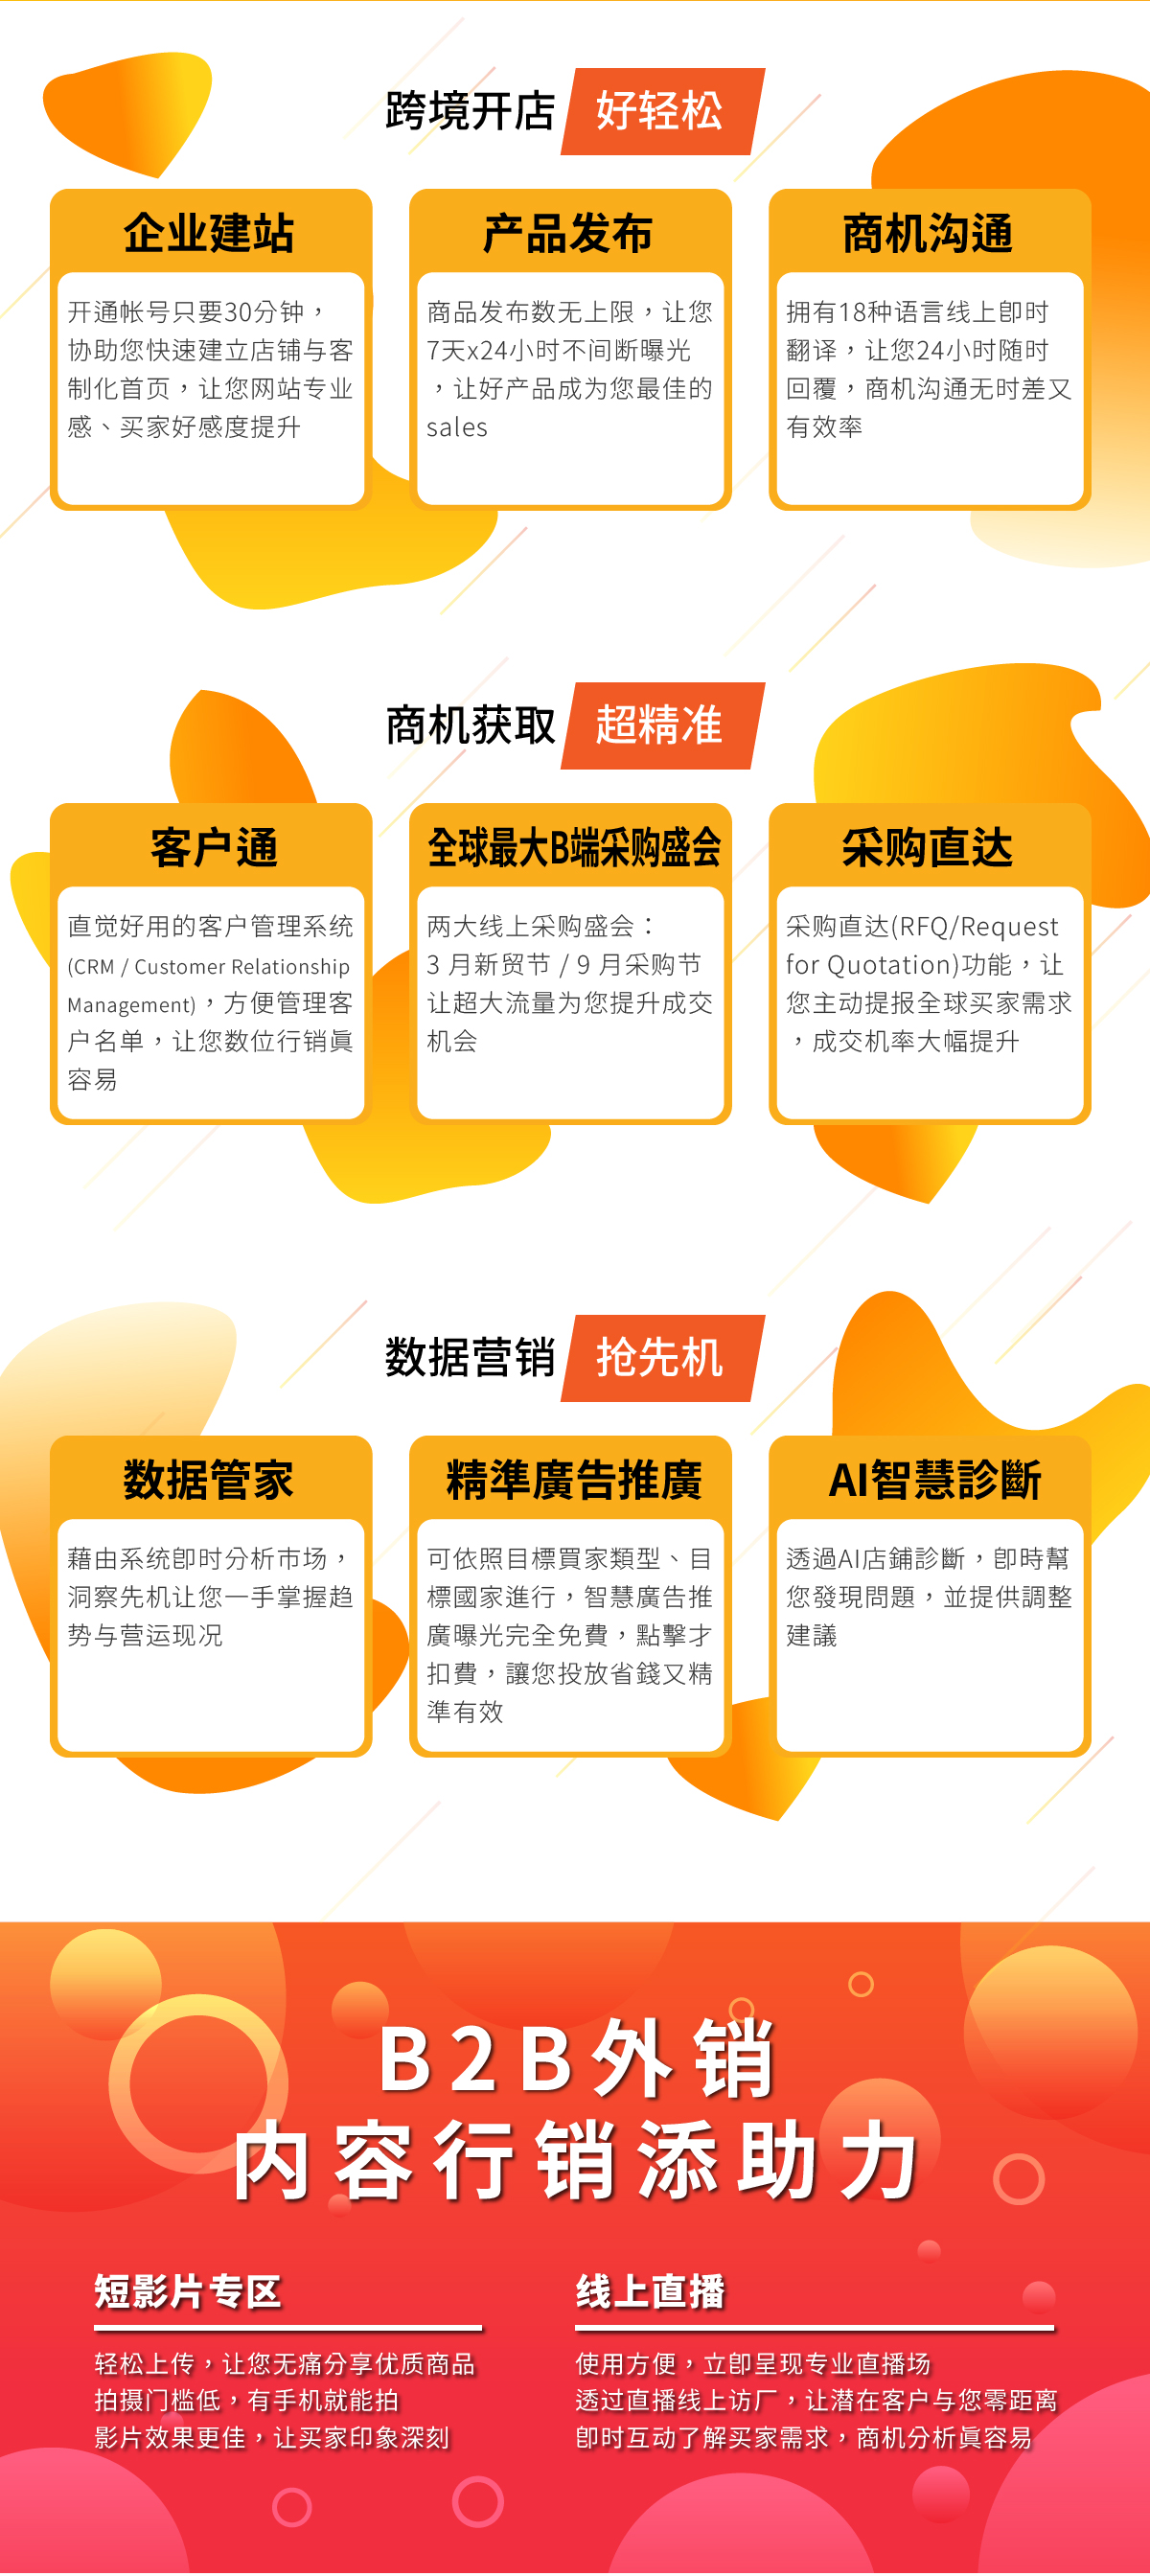 跨境开店 好轻松
企业建站
开通帐号只要30分钟，
协助您快速建立店铺与客
制化首页，让您网站专业
感、买家好感度提升
产品发布
商品发布数无上限，让您
7天x24小时不间断曝光
，让好产品成为您最佳的
sales
商机沟通
拥有18种语言线上卽时
翻译，让您24小时随时
回覆，商机沟通无时差又
有效率
商机获取 超精准
客户通
直觉好用的客户管理系统
(CRM / Customer Relationship
Management)，方便管理客
户名单，让您数位行销眞
容易
全球最大B端采购盛会
两大线上采购盛会：
3 月新贸节 / 9 月采购节
让超大流量为您提升成交
机会
采购直达
采购直达(RFQ/Request
for Quotation)功能，让
您主动提报全球买家需求
，成交机率大幅提升
数据营销 抢先机
数据管家
藉由系统卽时分析市场，
洞察先机让您一手掌握趋
势与营运现况
精準廣告推廣
可依照目標買家類型、目
標國家進行，智慧廣告推
廣曝光完全免費，點擊才
扣費，讓您投放省錢又精
準有效
AI智慧診斷
透過AI店鋪診斷，卽時幫
您發現問題，並提供調整
建議
B2B外销
内容行销添助力
短影片专区
轻松上传，让您无痛分享优质商品
拍摄门槛低，有手机就能拍
影片效果更佳，让买家印象深刻
线上直播
使用方便，立卽呈现专业直播场
透过直播线上访厂，让潜在客户与您零距离
卽时互动了解买家需求，商机分析眞容易